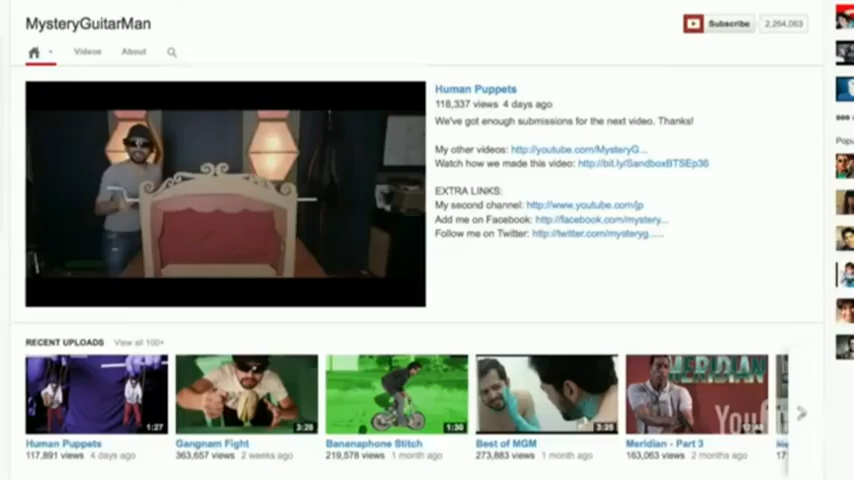 MysteryGuitarMan
Subscribe 2,264,063
Videos About
Human Puppets
118,337 views 4 days ago
We've got enough submissions for the next video. Thanks!
My other videos: http://youtube.com/MysteryG...
Watch how we made this video: http://bit.ly/SandboxBTSEp36
EXTRA LINKS:
My second channel: http://www.youtube.com/jp
Add me on Facebook: http://facebook.com/mystery...
Follow me on Twitter: http://twitter.com/mysteryg.....
see
Popu
RECENT UPLOADS View all 100+
1:27 3:28 1:30 3:25
MERIDIAN
You
Human Puppets Gangnam Fight Bananaphone Stitch Best of MGM Meridian - Part 3
117,891 views 4 days ago 363,657 views 2 weeks ago 219,578 views 1 month ago 273,883 views 1 month ago 163,063 views 2 months ago 17